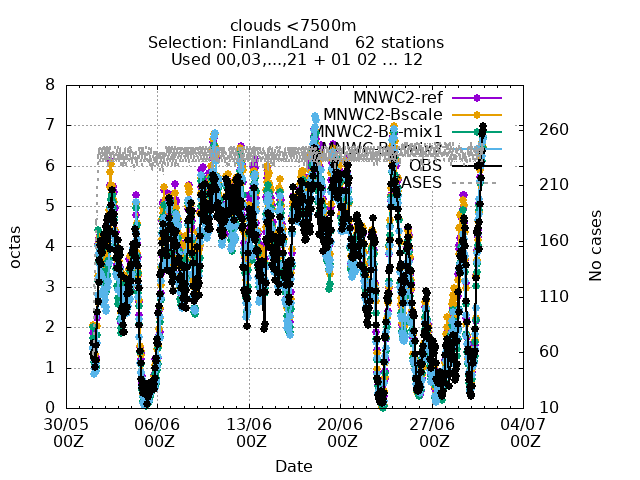 clouds <7500m
Selection: FinlandLand 62 stations
Used 00,03,...,21 + 01 02 ... 12
8
7
6
5
4
3
2
1
0
octas
MNWC2-ref
MNWC2-Bscale
MNWC2-B
OBS
ASES
260
210
160
110
60
10
No cases
30/05 06/06 13/06 20/06 27/06 04/07
00Z 00Z 00Z 00Z 00Z 00Z
Date